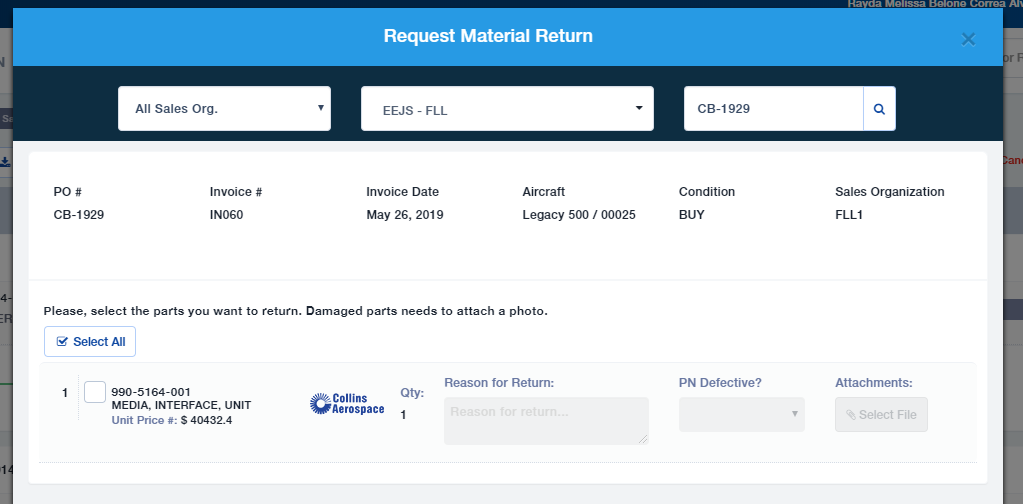 Rayda Melissa Belone Correa Alv
Request Material Return
All Sales Org.
EEJS - FLL
CB-1929
PO #
Invoice #
Invoice Date
Aircraft
Condition
Sales Organization
CB-1929
IN060
May 26, 2019
Legacy 500 / 00025
BUY
FLL1
Please, select the parts you want to return. Damaged parts needs to attach a photo.
Select All
1
990-5164-001
MEDIA, INTERFACE, UNIT
Unit Price #: $ 40432.4
Collins
Aerospace
Qty:
1
Reason for Return:
Reason for return...
PN Defective?
Attachments:
Select File